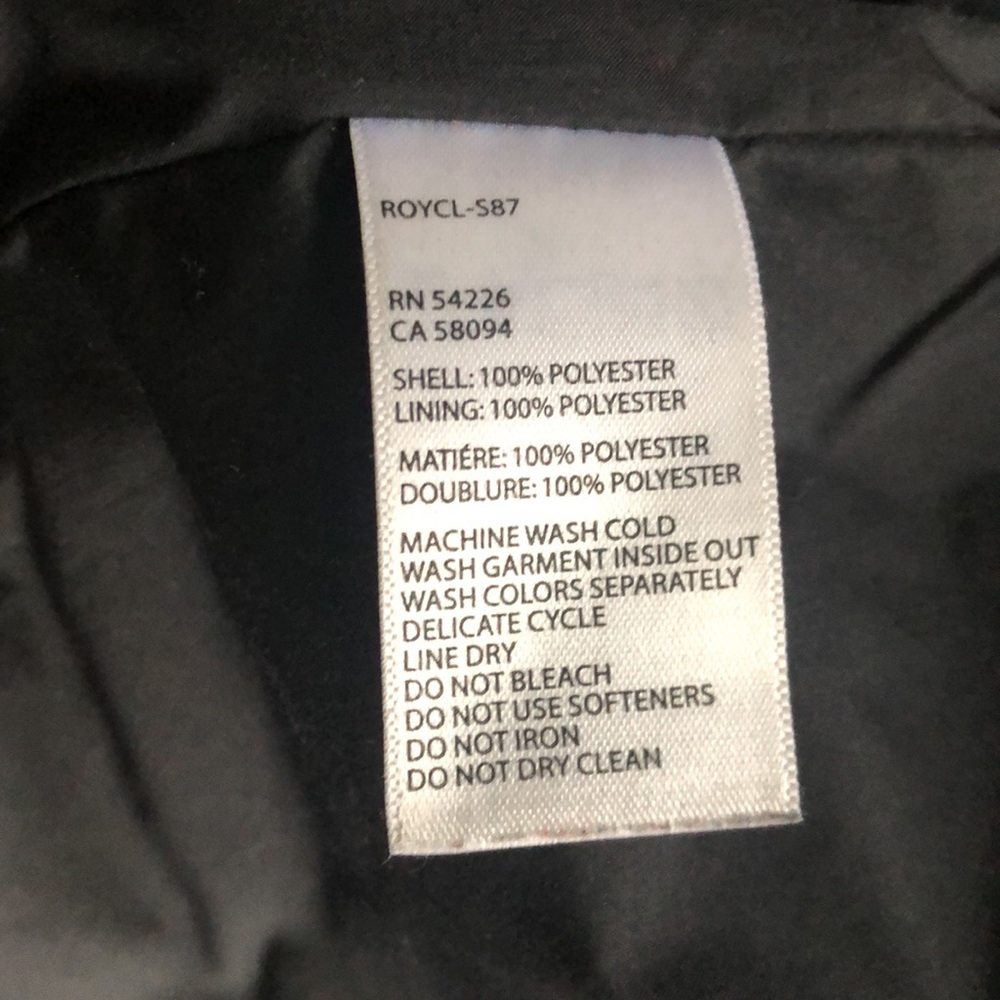 ROYCL-S87
RN 54226
CA 58094
SHELL: 100% POLYESTER
LINING: 100% POLYESTER
MATIÉRE: 100% POLYESTER
DOUBLURE: 100% POLYESTER
MACHINE WASH COLD
WASH GARMENT INSIDE OUT
WASH COLORS SEPARATELY
DELICATE CYCLE
LINE DRY
DO NOT BLEACH
DO NOT USE SOFTENERS
DO NOT IRON
DO NOT DRY CLEAN